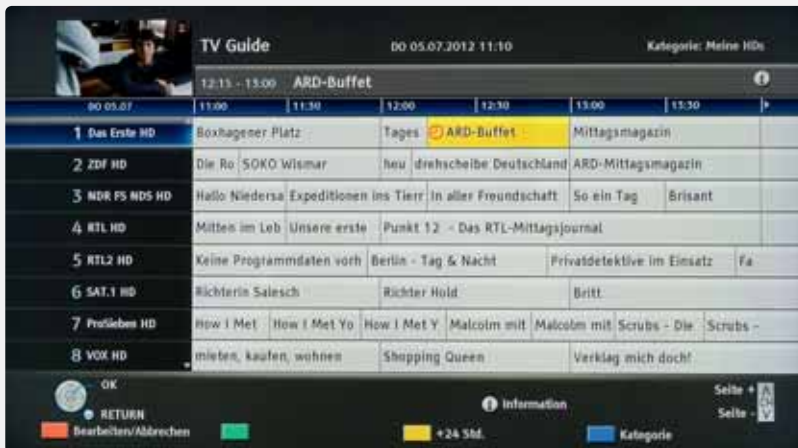 TV Guide DO 05.07.2012 11:10 Kategorie: Meine HDs
12:15 - 13:00 ARD-Buffet
DO 05.07 11:00 11:30 12:00 12:30 13:00 13:30
1 Das Erste HD Boxhagener Platz Tages ARD-Buffet Mittagsmagazin
2 ZDF HD Die Ro SOKO Wismar heu drehscheibe Deutschland ARD-Mittagsmagazin
3 NDR FS NDS HD Hallo Niedersa Expeditionen ins Tierr In aller Freundschaft So ein Tag Brisant
4 RTL HD Mitten im Leb Unsere erste Punkt 12 - Das RTL-Mittagsjournal
5 RTL2 HD Keine Programmdaten vorh Berlin - Tag & Nacht Privatdetektive im Einsatz Fa
6 SAT.1 HD Richterin Salesch Richter Hold Britt
7 ProSieben HD How I Met How I Met Yo How I Met Y Malcolm mit Malcolm mit Scrubs - Die Scrubs -
8 VOX HD mieten, kaufen, wohnen Shopping Queen Verklag mich doch!
OK Seite +
RETURN Information Seite -
CH
Bearbeiten/Abbrechen +24 Std. Kategorie